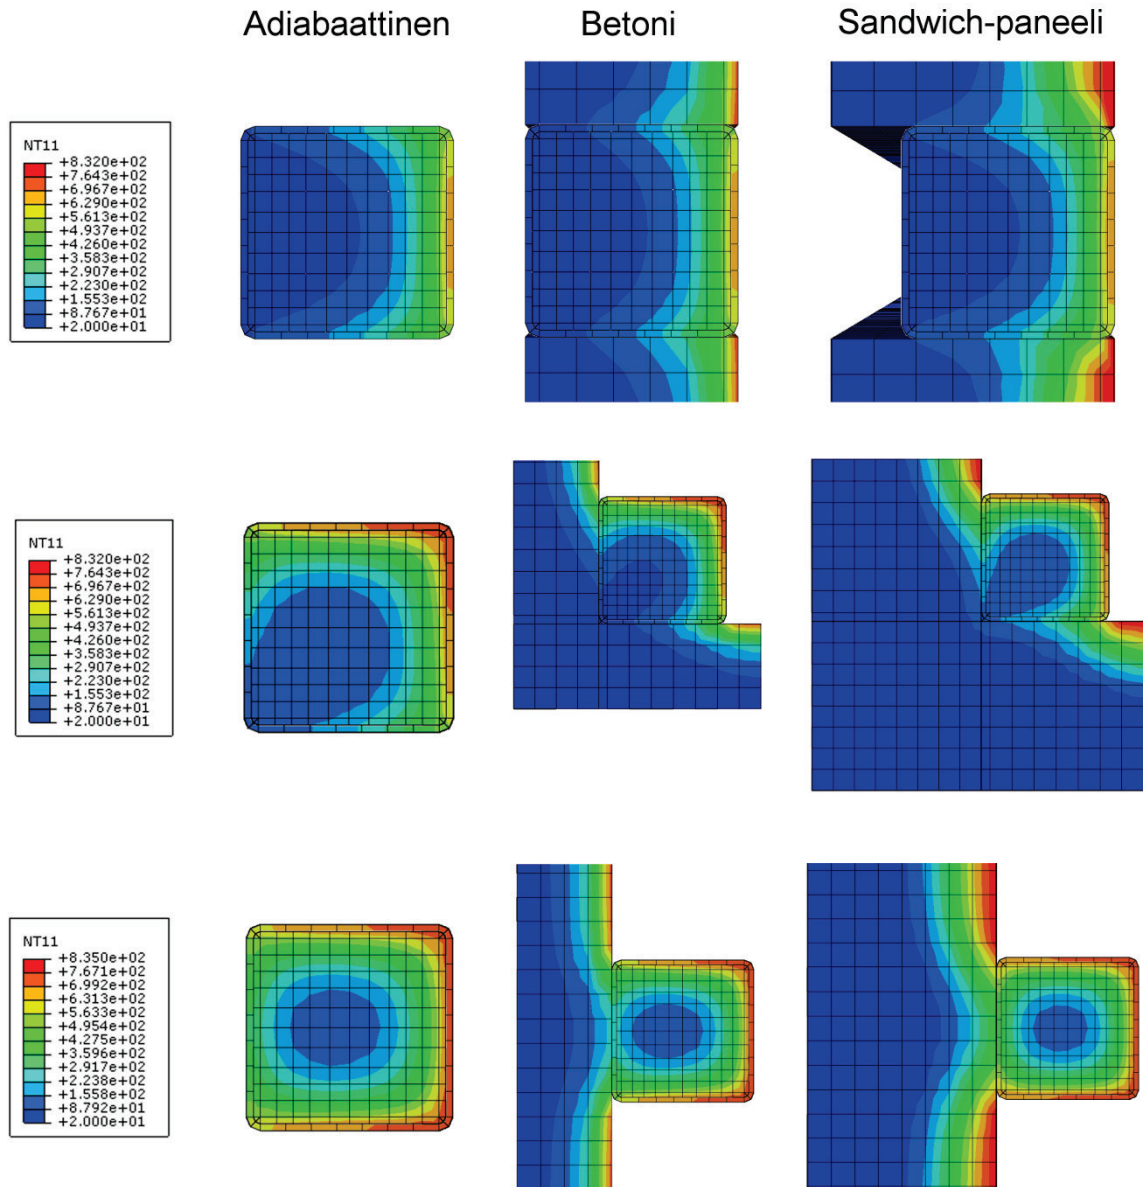 Adiabaattinen
Betoni
Sandwich-paneeli
NT11
+8.320e+02
+7.643e+02
+6.967e+02
+6.290e+02
+5.613e+02
+4.937e+02
+4.260e+02
+3.583e+02
+2.907e+02
+2.230e+02
+1.553e+02
+8.767e+01
+2.000e+01
NT11
+8.320e+02
+7.643e+02
+6.967e+02
+6.290e+02
+5.613e+02
+4.937e+02
+4.260e+02
+3.583e+02
+2.907e+02
+2.230e+02
+1.553e+02
+8.767e+01
+2.000e+01
NT11
+8.350e+02
+7.671e+02
+6.992e+02
+6.313e+02
+5.633e+02
+4.954e+02
+4.275e+02
+3.596e+02
+2.917e+02
+2.238e+02
+1.558e+02
+8.792e+01
+2.000e+01